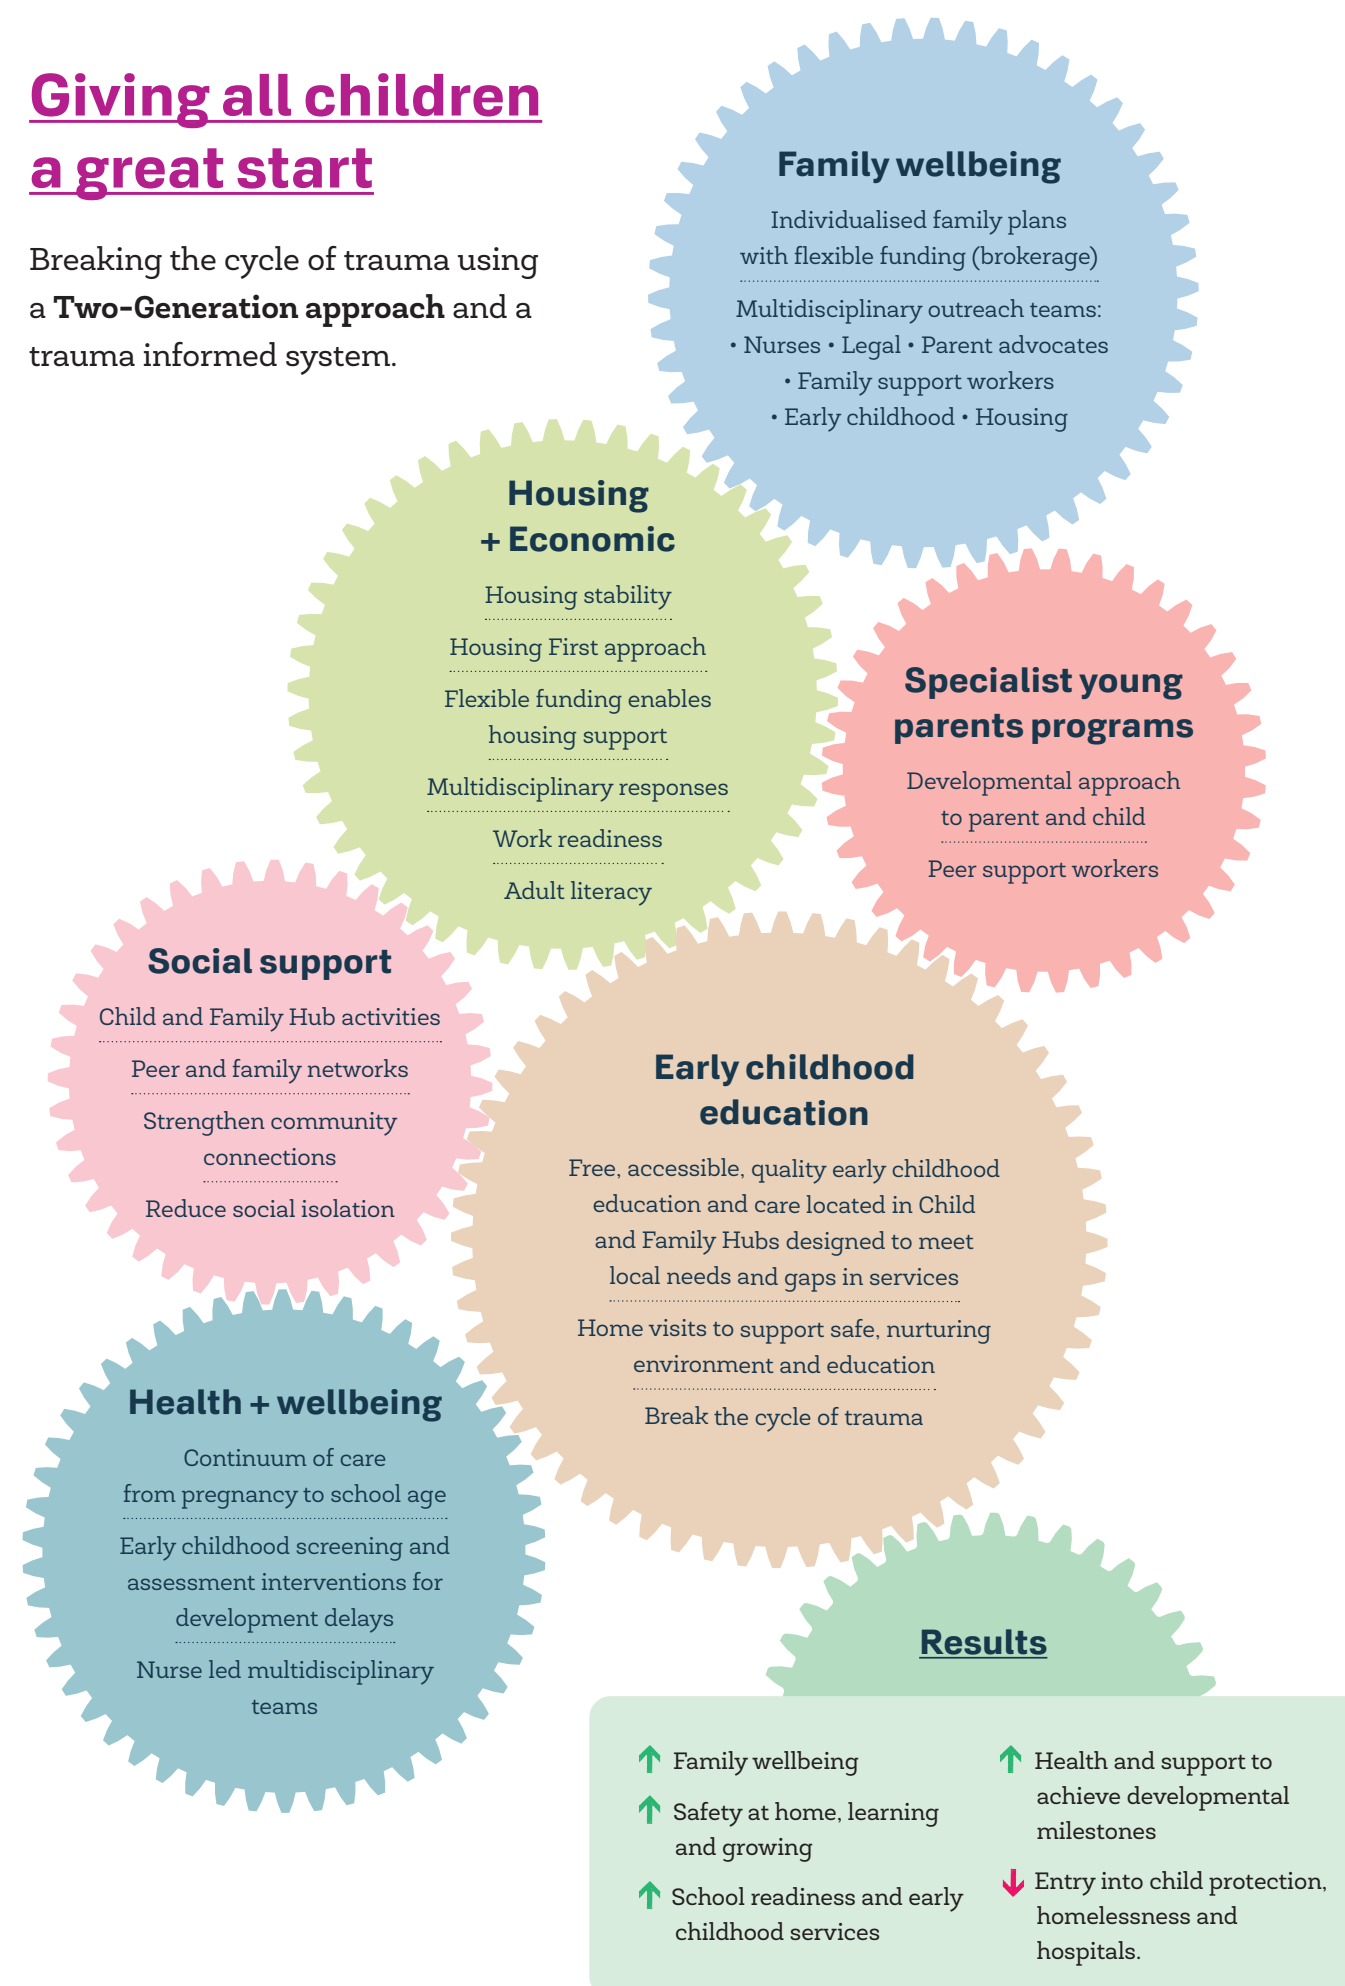 Giving all children
a great start
Breaking the cycle of trauma using
a Two-Generation approach and a
trauma informed system.
Family wellbeing
Individualised family plans
with flexible funding (brokerage)
Multidisciplinary outreach teams:
• Nurses • Legal • Parent advocates
• Family support workers
• Early childhood • Housing
Housing
+ Economic
Housing stability
Housing First approach
Flexible funding enables
housing support
Multidisciplinary responses
Work readiness
Adult literacy
Specialist young
parents programs
Developmental approach
to parent and child
Peer support workers
Social support
Child and Family Hub activities
Peer and family networks
Strengthen community
connections
Reduce social isolation
Early childhood
education
Free, accessible, quality early childhood
education and care located in Child
and Family Hubs designed to meet
local needs and gaps in services
Home visits to support safe, nurturing
environment and education
Break the cycle of trauma
Health + wellbeing
Continuum of care
from pregnancy to school age
Early childhood screening and
assessment interventions for
development delays
Nurse led multidisciplinary
teams
Results
↑ Family wellbeing
↑ Safety at home, learning
and growing
↑ School readiness and early
childhood services
↑ Health and support to
achieve developmental
milestones
↓ Entry into child protection,
homelessness and
hospitals.